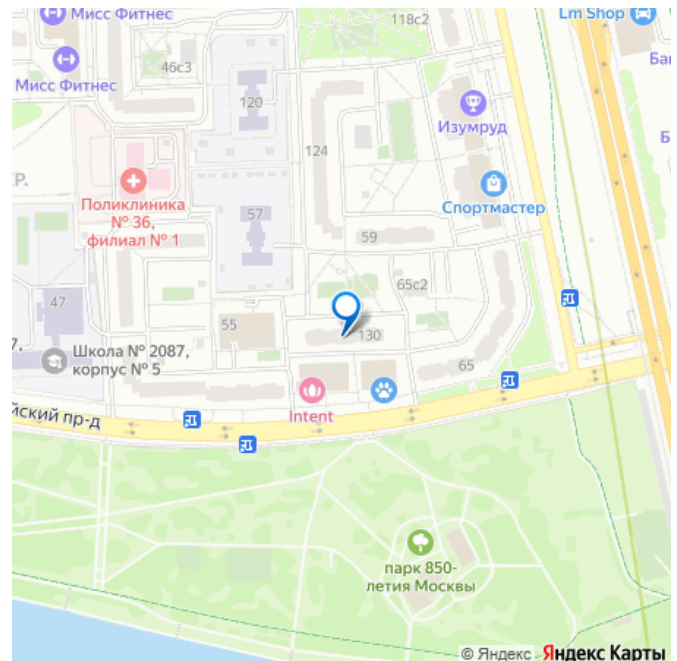 Мисс Фитнес
118с2
Lm Shop
Ба
46с3
Мисс Фитнес
120
Изумруд
Б
124
.Р.
Поликлиника
№ 36,
филиал № 1
57
Спортмастер
59
65с2
47
55
130
7,
Школа № 2087,
корпус № 5
65
Intent
йский пр-д
парк 850-
летия Москвы
© Яндекс Яндекс Карты